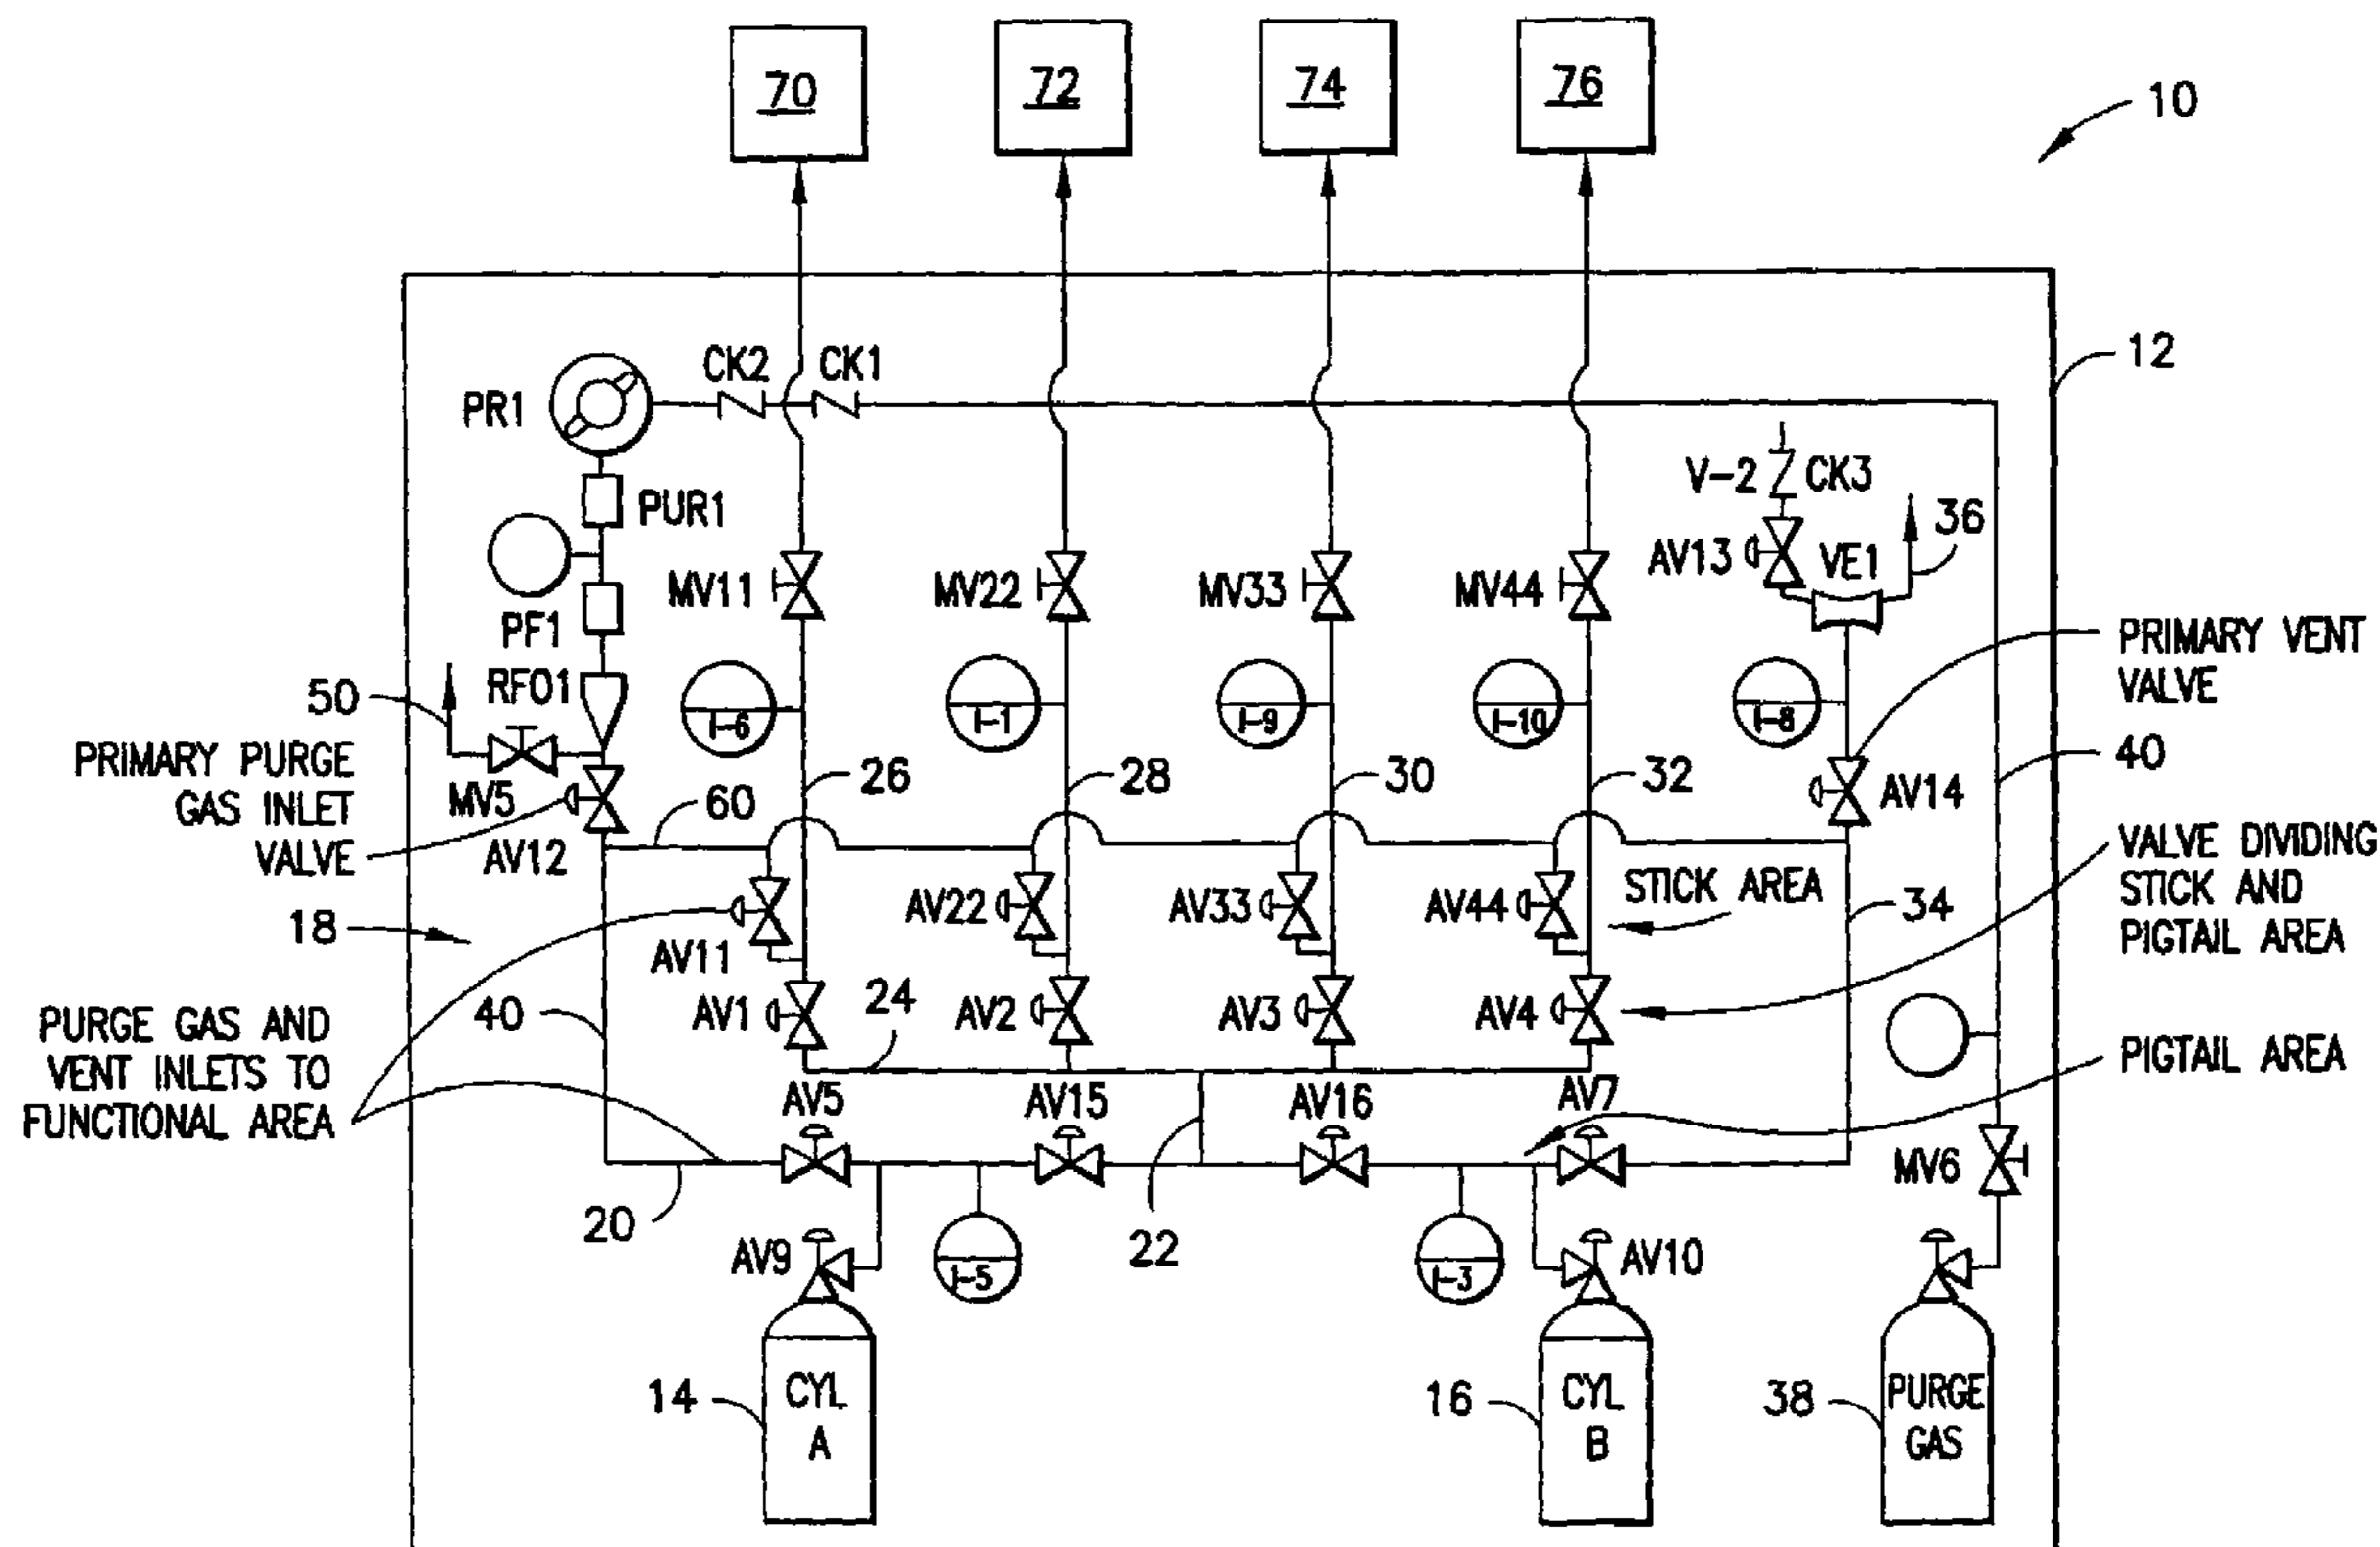 70
72
74
76
10
12
CK2
CK1
PR1
V-2
CK3
PUR1
36
AV13
VE1
MV11
MV22
MV33
MV44
PF1
PRIMARY VENT
VALVE
RFO1
50
I-6
I-1
I-9
I-10
I-8
40
PRIMARY PURGE
GAS INLET
VALVE
MV5
26
28
30
32
AV14
60
AV12
VALVE DIVIDING
STICK AND
PIGTAIL AREA
STICK AREA
AV22
AV33
AV44
34
18
AV11
24
AV1
AV2
AV3
AV4
40
PURGE GAS AND
VENT INLETS TO
FUNCTIONAL AREA
PIGTAIL AREA
AV5
AV15
AV16
AV7
MV6
20
22
AV9
I-5
I-3
AV10
14
CYL
A
16
CYL
B
38
PURGE
GAS